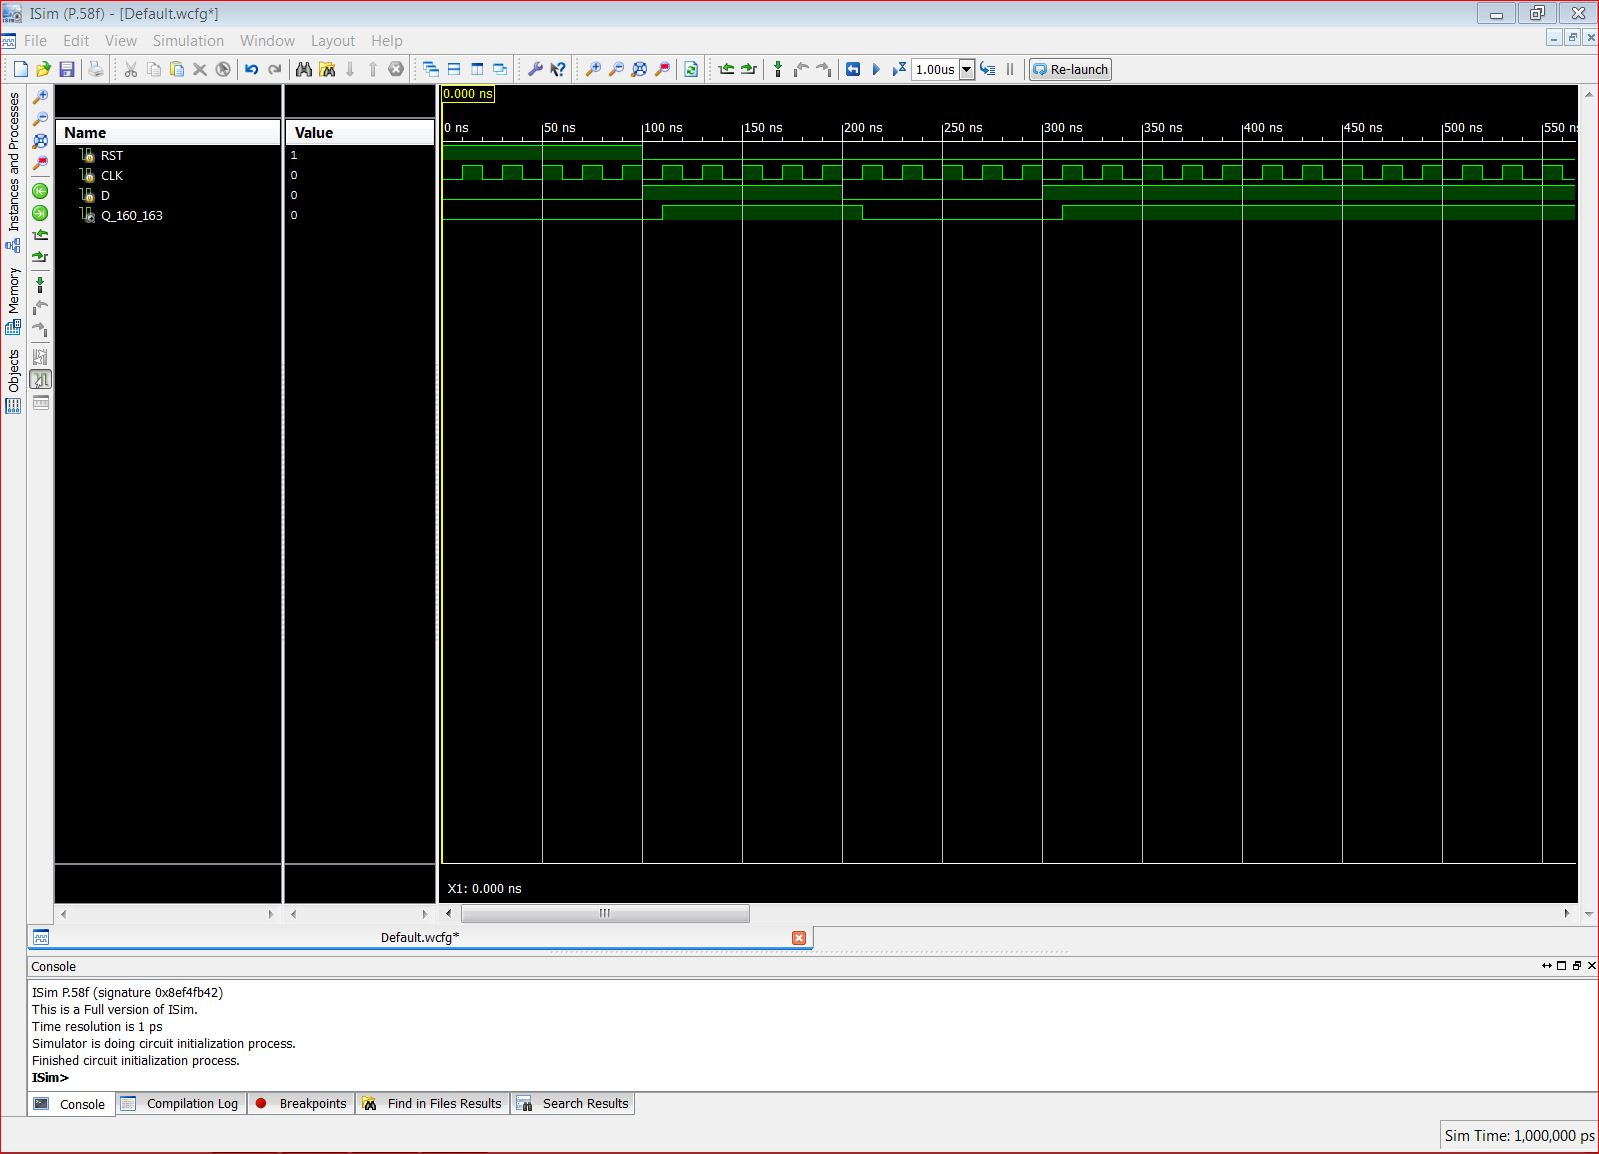 ISim (P.58f) - [Default.wcfg*]
File Edit View Simulation Window Layout Help
1.00us Re-launch
Instances and Processes
Memory
Objects
0.000 ns
Name Value
0 ns 50 ns 100 ns 150 ns 200 ns 250 ns 300 ns 350 ns 400 ns 450 ns 500 ns 550 ns
RST 1
CLK 0
D 0
Q_160_163 0
X1: 0.000 ns
Default.wcfg*
Console
ISim P.58f (signature 0x8ef4fb42)
This is a Full version of ISim.
Time resolution is 1 ps
Simulator is doing circuit initialization process.
Finished circuit initialization process.
ISim>
Console Compilation Log Breakpoints Find in Files Results Search Results
Sim Time: 1,000,000 ps